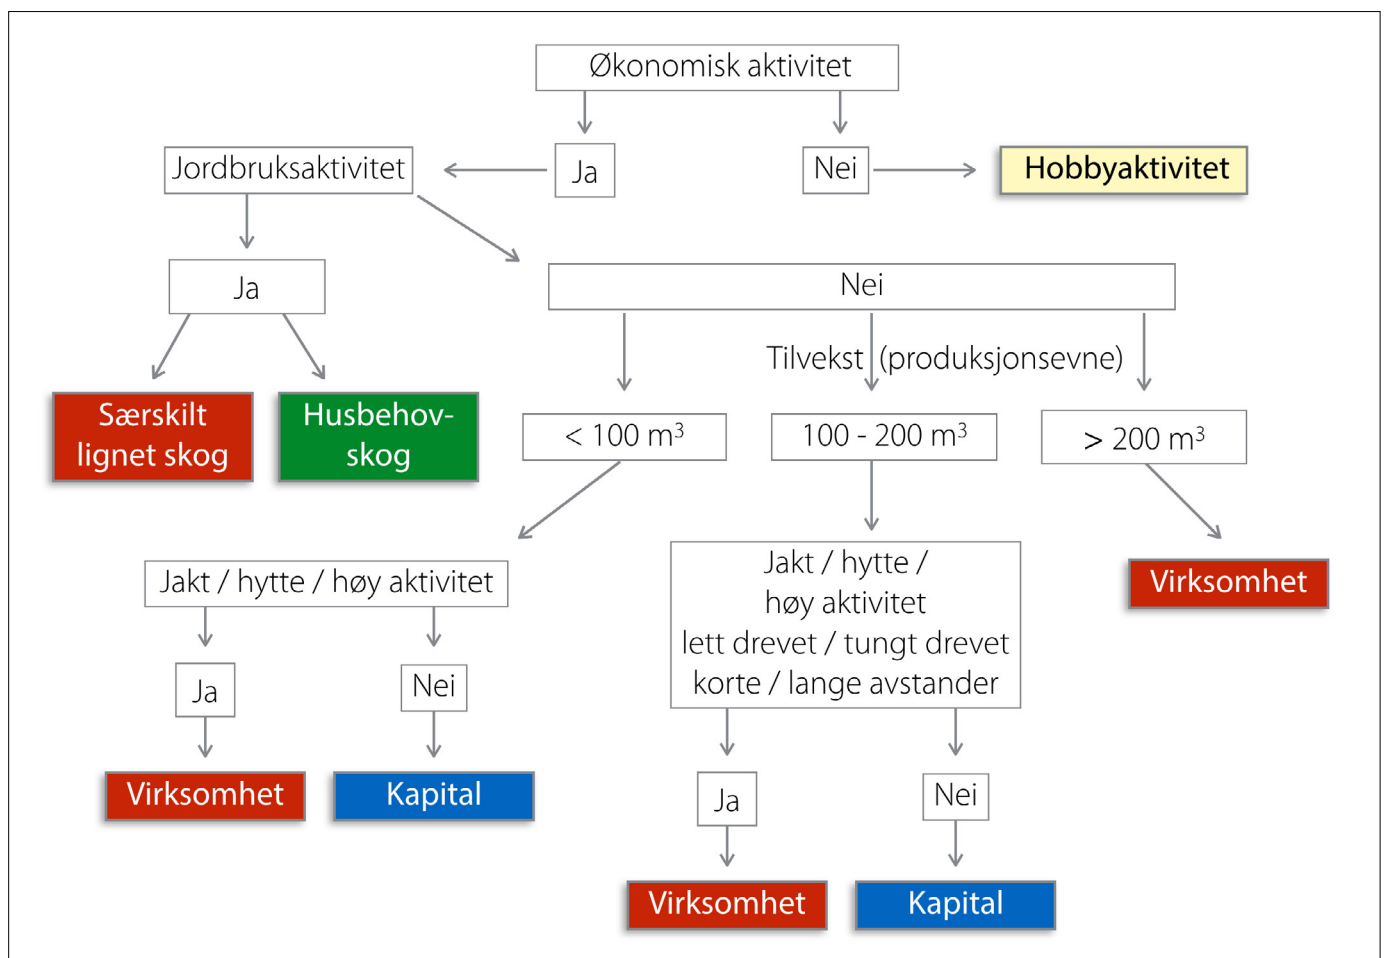 Økonomisk aktivitet
Jordbruksaktivitet
Ja
Nei
Hobbyaktivitet
Ja
Nei
Tilvekst (produksjonsevne)
Særskilt
lignet skog
Husbehov-
skog
< 100 m³
100 - 200 m³
> 200 m³
Jakt / hytte / høy aktivitet
Jakt / hytte /
høy aktivitet
lett drevet / tungt drevet
korte / lange avstander
Virksomhet
Ja
Nei
Virksomhet
Kapital
Ja
Nei
Virksomhet
Kapital